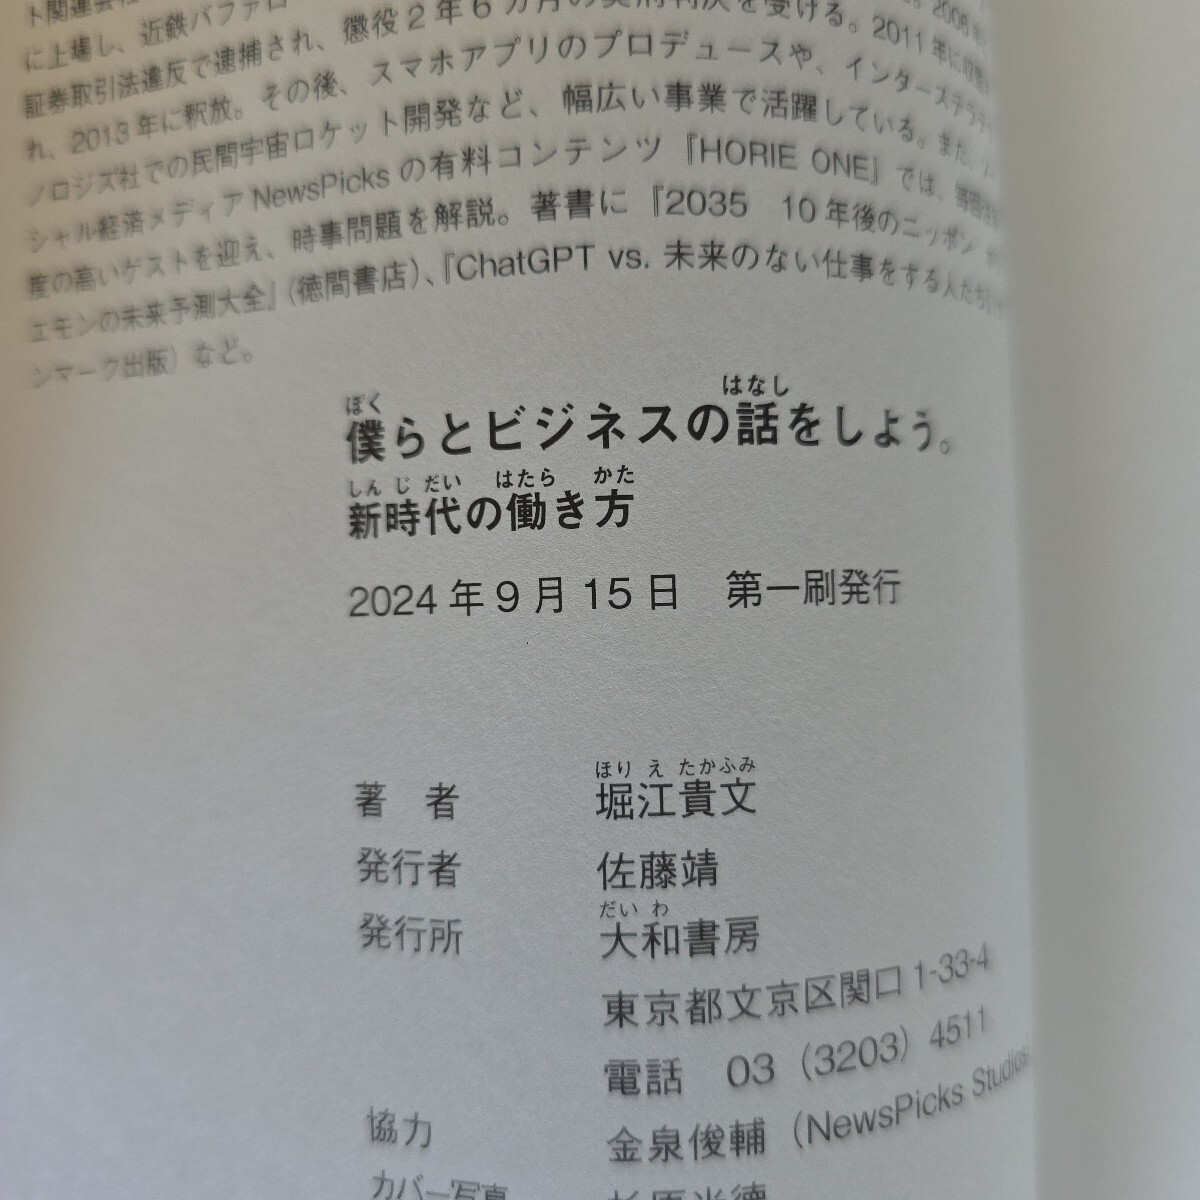 ト関連会社
に上場し、近鉄バファロー
証券取引法違反で逮捕され、懲役2年6カ月の実刑判決を受ける。2011年に
れ、2013年に釈放。その後、スマホアプリのプロデュースや、インターステラテ
ノロジズ社での民間宇宙ロケット開発など、幅広い事業で活躍している。また、ソー
シャル経済メディアNewsPicksの有料コンテンツ『HORIE ONE』では、
度の高いゲストを迎え、時事問題を解説。著書に『2035 10年後のニッポン
エモンの未来予測大全』(徳間書店)、『ChatGPT vs. 未来のない仕事をする人たち』
ンマーク出版)など。
ぼく はなし
僕らとビジネスの話をしよう。
しん じ だい はたら かた
新時代の働き方
2024年9月15日 第一刷発行
ほり え たかふみ
著者 堀江貴文
発行者 佐藤靖
だい わ
発行所 大和書房
東京都文京区関口1-33-4
電話 03(3203)4511
協力 金泉俊輔(NewsPicks Studios)
カバー写真